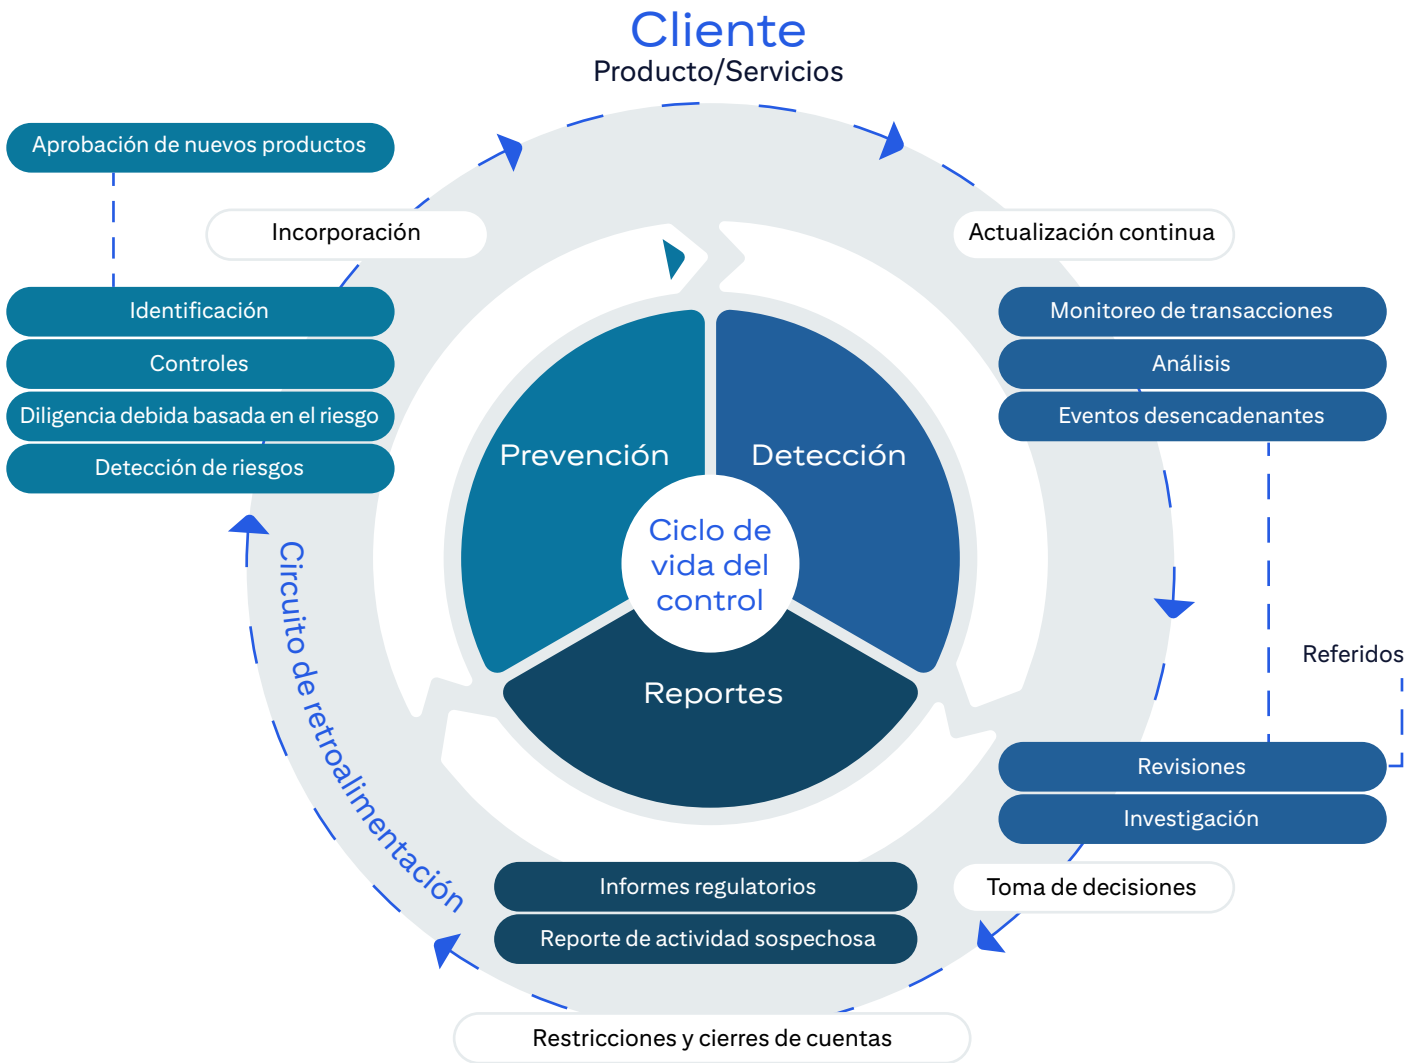 Cliente
Producto/Servicios
Aprobación de nuevos productos
Incorporación
Actualización continua
Identificación
Controles
Diligencia debida basada en el riesgo
Detección de riesgos
Monitoreo de transacciones
Análisis
Eventos desencadenantes
Prevención
Detección
Ciclo de
vida del
control
Reportes
Circuito de retroalimentación
Referidos
Revisiones
Investigación
Toma de decisiones
Informes regulatorios
Reporte de actividad sospechosa
Restricciones y cierres de cuentas